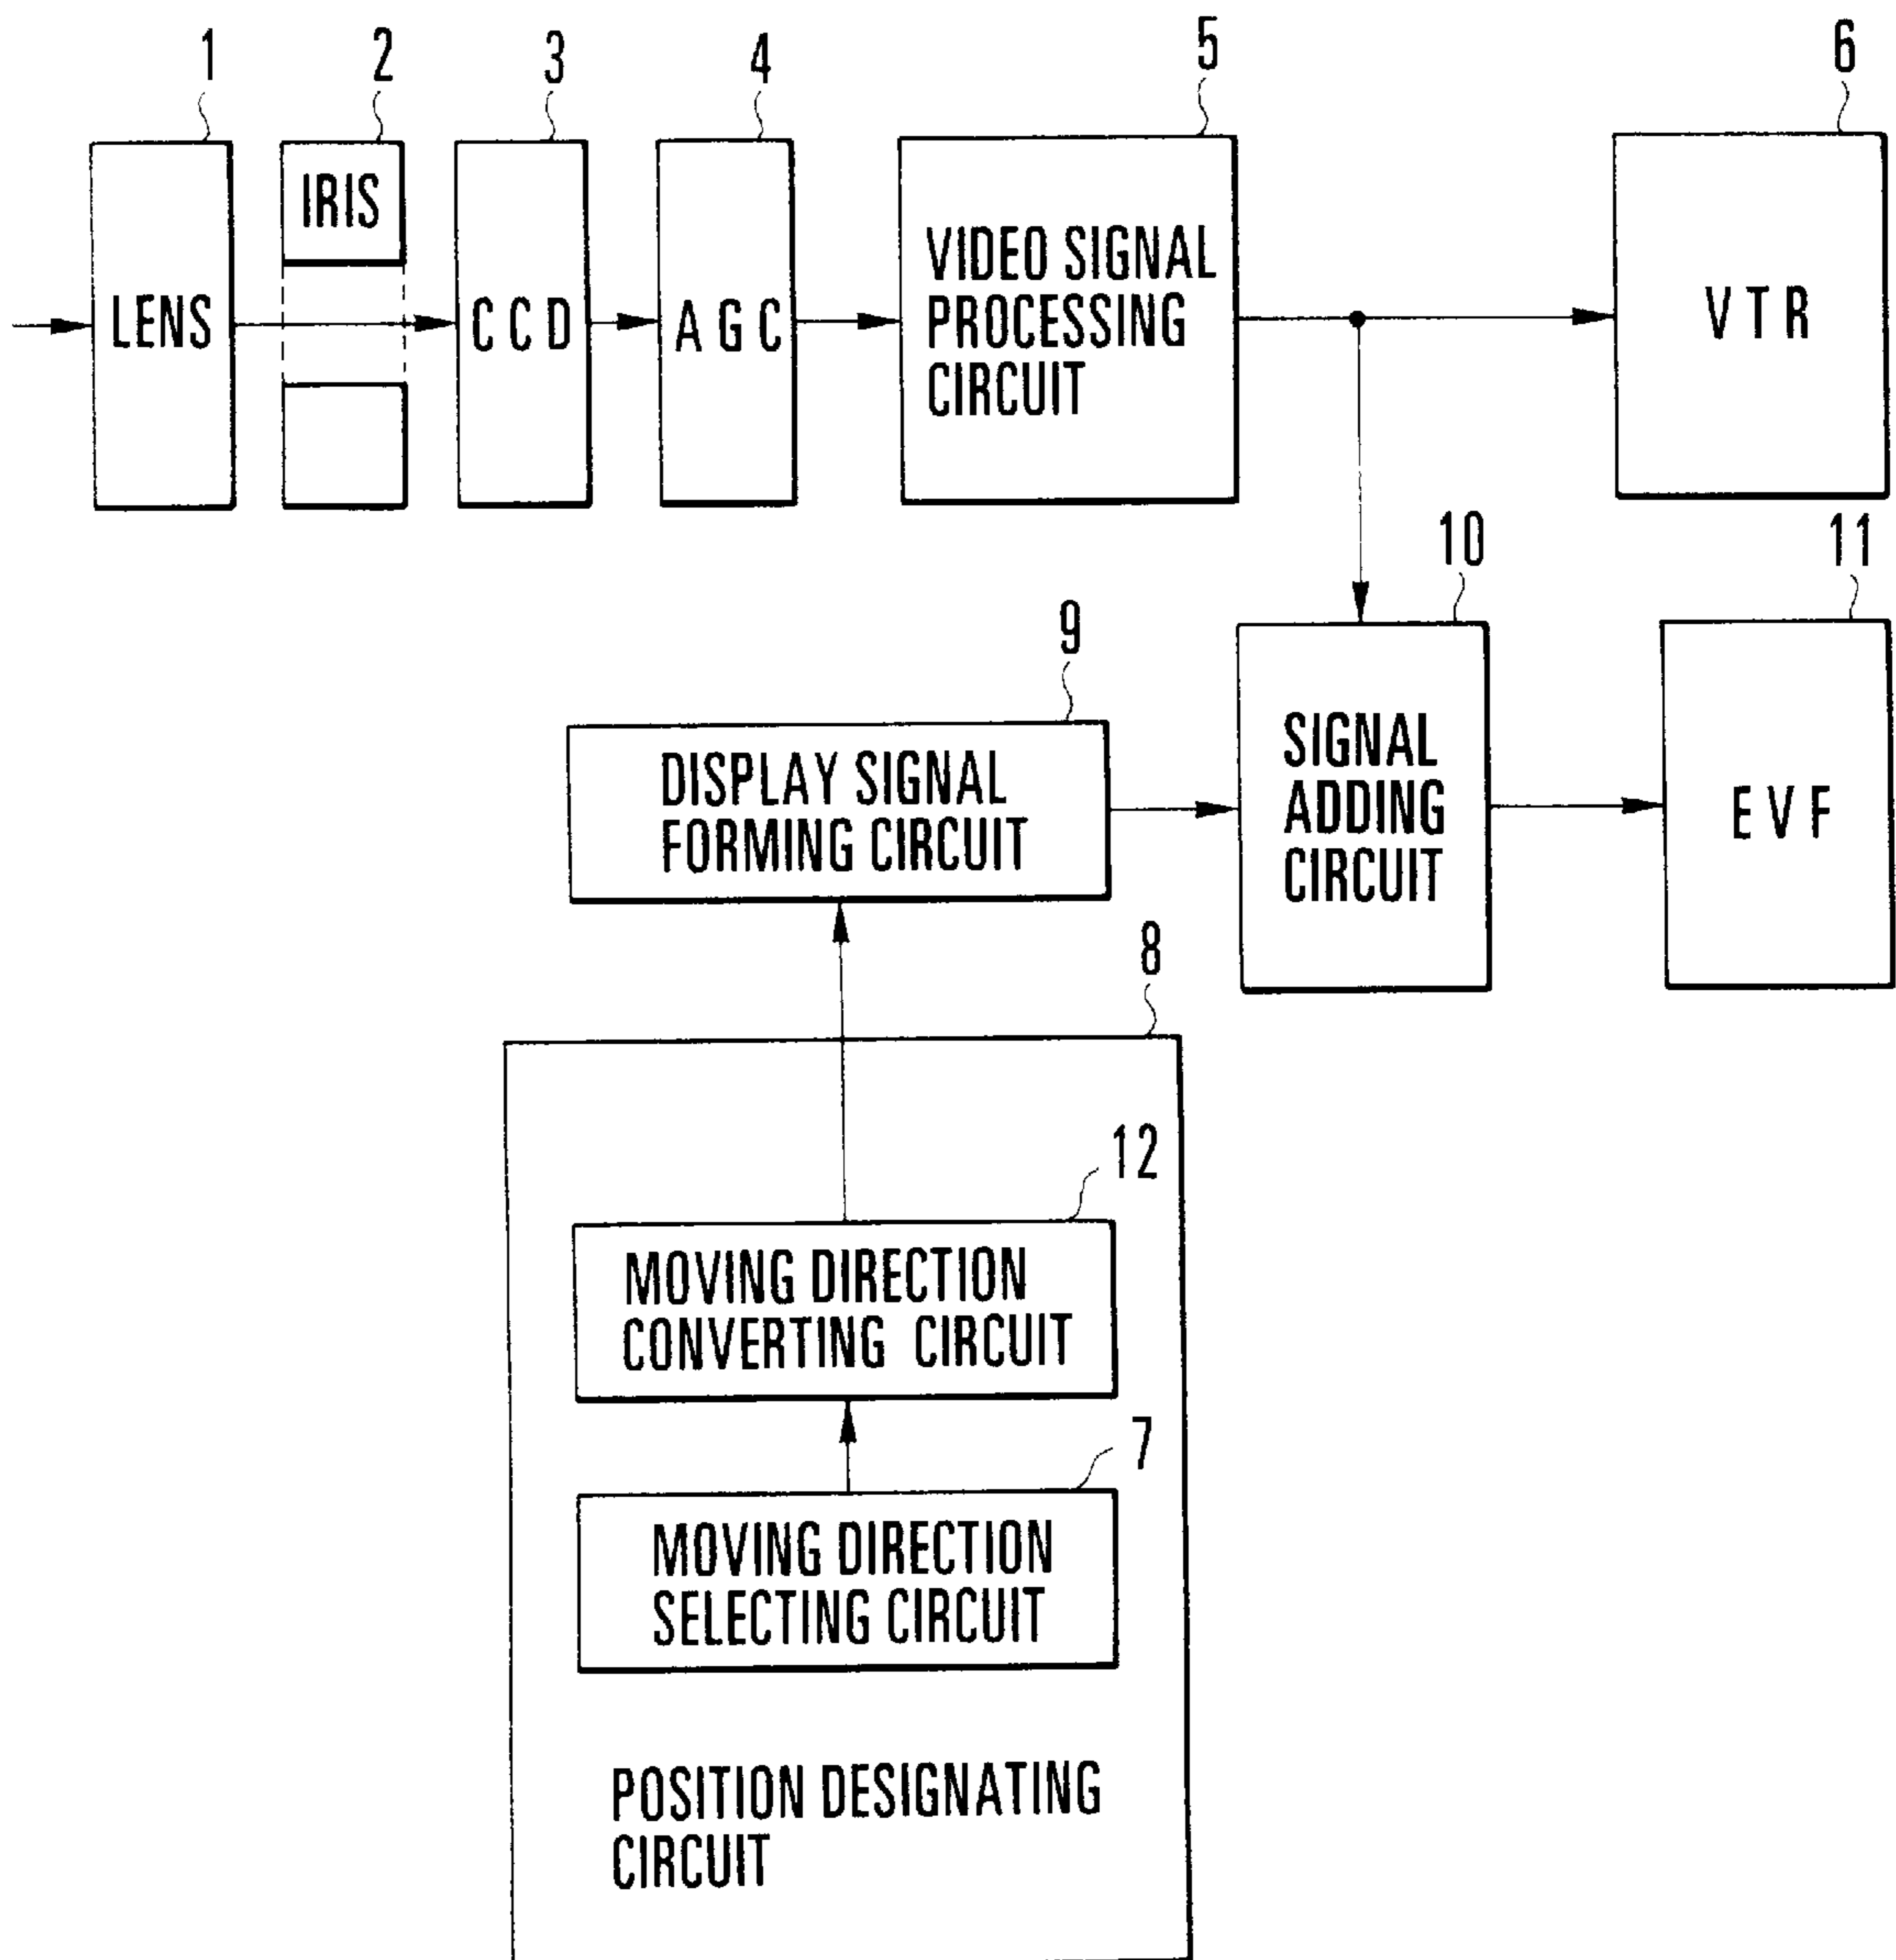 1
2
3
4
5
6
LENS
IRIS
C C D
A G C
VIDEO SIGNAL
PROCESSING
CIRCUIT
V T R
10
11
9
DISPLAY SIGNAL
FORMING CIRCUIT
SIGNAL
ADDING
CIRCUIT
E V F
8
12
MOVING DIRECTION
CONVERTING CIRCUIT
7
MOVING DIRECTION
SELECTING CIRCUIT
POSITION DESIGNATING
CIRCUIT